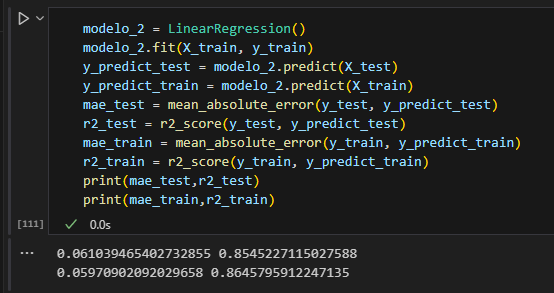 modelo_2 = LinearRegression()
modelo_2.fit(X_train, y_train)
y_predict_test = modelo_2.predict(X_test)
y_predict_train = modelo_2.predict(X_train)
mae_test = mean_absolute_error(y_test, y_predict_test)
r2_test = r2_score(y_test, y_predict_test)
mae_train = mean_absolute_error(y_train, y_predict_train)
r2_train = r2_score(y_train, y_predict_train)
print(mae_test,r2_test)
print(mae_train,r2_train)
[111] 0.0s
... 0.061039465402732855 0.8545227115027588
0.05970902092029658 0.8645795912247135